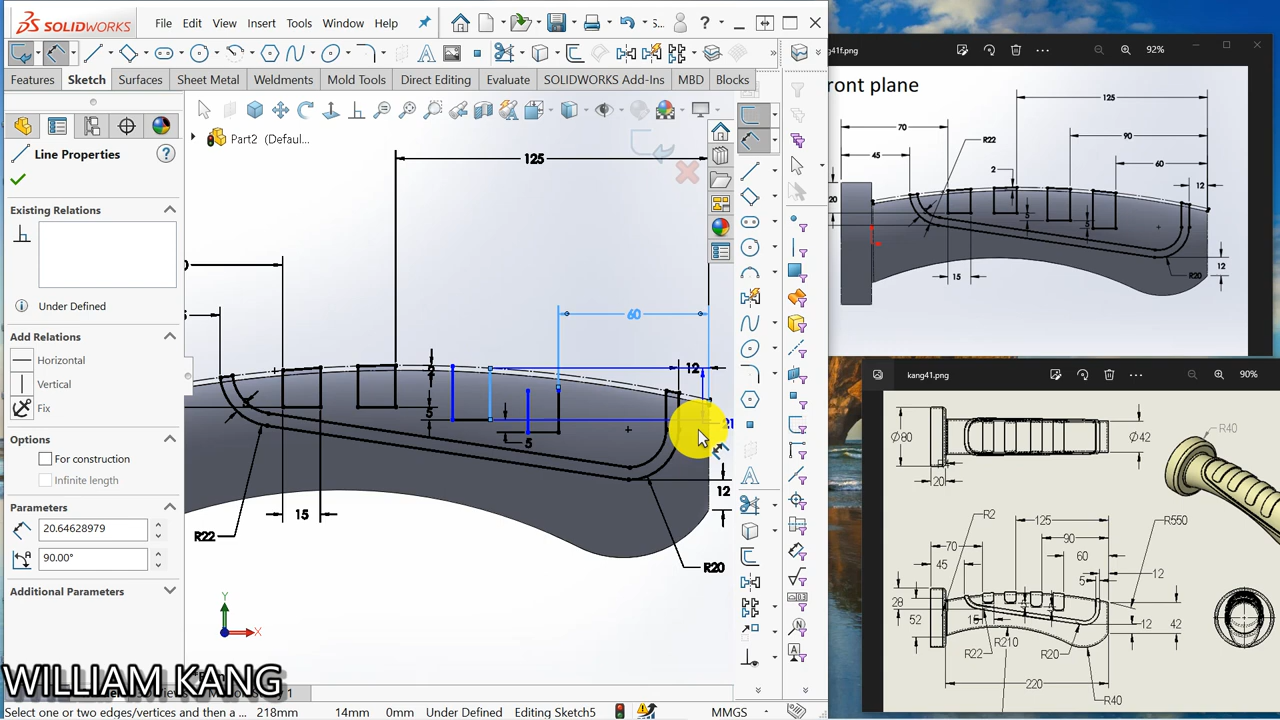 SOLIDWORKS File Edit View Insert Tools Window Help S... ?
Features Sketch Surfaces Sheet Metal Weldments Mold Tools Direct Editing Evaluate SOLIDWORKS Add-Ins MBD Blocks
Part2 (Defaul...
Line Properties
Existing Relations
Under Defined
Add Relations
Horizontal
Vertical
Fix
Options
For construction
Infinite length
Parameters
20.64628979
90.00°
Additional Parameters
125
60
12
5
5
15
12
R22
R20
Y
X
WILLIAM KANG
Select one or two edges/vertices and then a ... 218mm 14mm 0mm Under Defined Editing Sketch5 MMGS
g41f.png 92%
ront plane
125
70
90
R22
45
60
2
12
20
5
5
12
15
R20
kang41.png 90%
Ø80
Ø42
R40
20
125
R2
R550
90
70
60
45
12
5
28
52
15
12
42
R210
R22
R20
220
R40